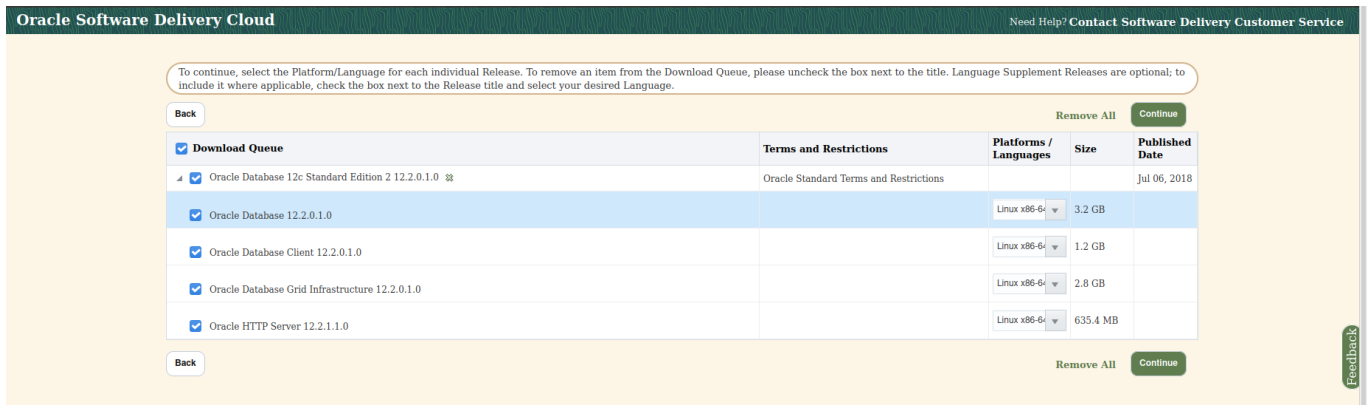 Oracle Software Delivery Cloud
Need Help? Contact Software Delivery Customer Service
To continue, select the Platform/Language for each individual Release. To remove an item from the Download Queue, please uncheck the box next to the title. Language Supplement Releases are optional; to
include it where applicable, check the box next to the Release title and select your desired Language.
Back
Remove All Continue
Download Queue Terms and Restrictions Platforms / Languages Size Published Date
Oracle Database 12c Standard Edition 2 12.2.0.1.0 Oracle Standard Terms and Restrictions Jul 06, 2018
Oracle Database 12.2.0.1.0 Linux x86-64 3.2 GB
Oracle Database Client 12.2.0.1.0 Linux x86-64 1.2 GB
Oracle Database Grid Infrastructure 12.2.0.1.0 Linux x86-64 2.8 GB
Oracle HTTP Server 12.2.1.1.0 Linux x86-64 635.4 MB
Back
Remove All Continue
Feedback